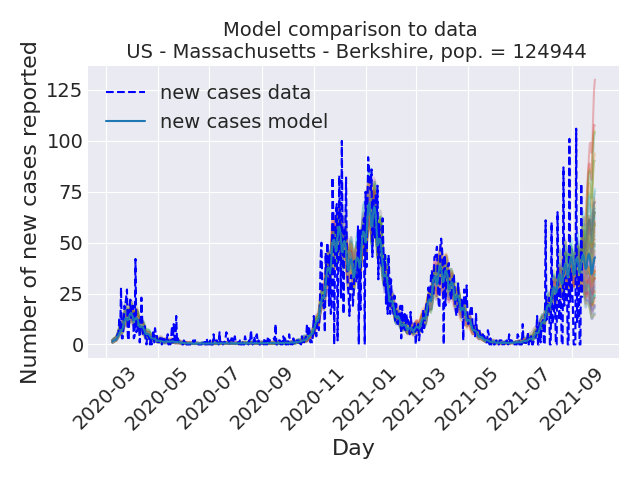 Model comparison to data
US - Massachusetts - Berkshire, pop. = 124944
Number of new cases reported
125
100
75
50
25
0
new cases data
new cases model
2020-03
2020-05
2020-07
2020-09
2020-11
2021-01
2021-03
2021-05
2021-07
2021-09
Day